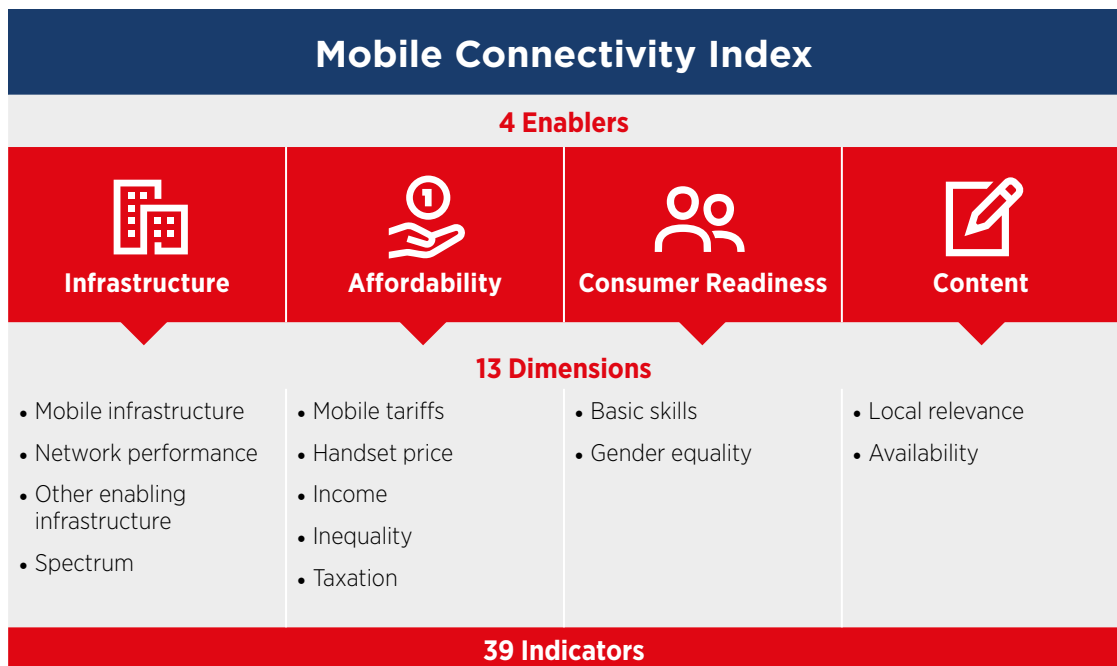 Mobile Connectivity Index
4 Enablers
1
Infrastructure
Affordability
Consumer Readiness
Content
13 Dimensions
• Mobile infrastructure
• Network performance
• Other enabling
infrastructure
• Spectrum
• Mobile tariffs
• Handset price
• Income
• Inequality
• Taxation
• Basic skills
• Gender equality
• Local relevance
• Availability
39 Indicators